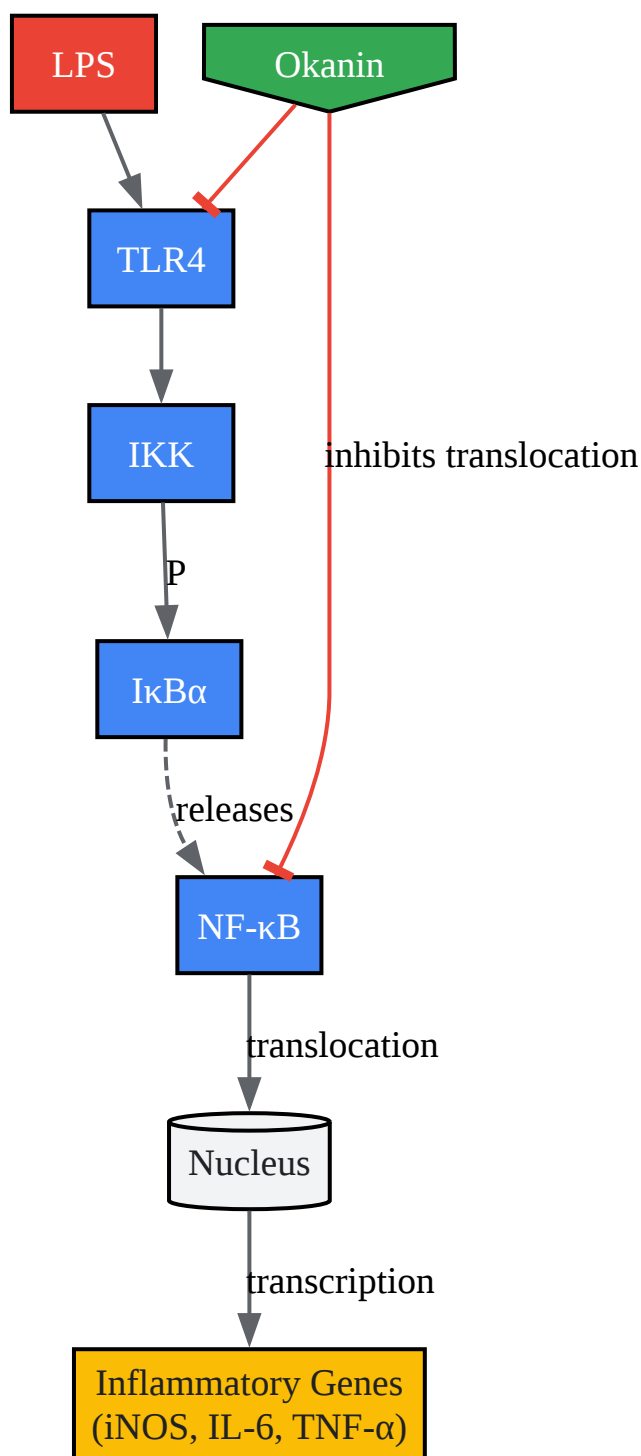 LPS
Okanin
TLR4
IKK
inhibits translocation
P
IκBα
releases
NF-κB
translocation
Nucleus
transcription
Inflammatory Genes
(iNOS, IL-6, TNF-α)